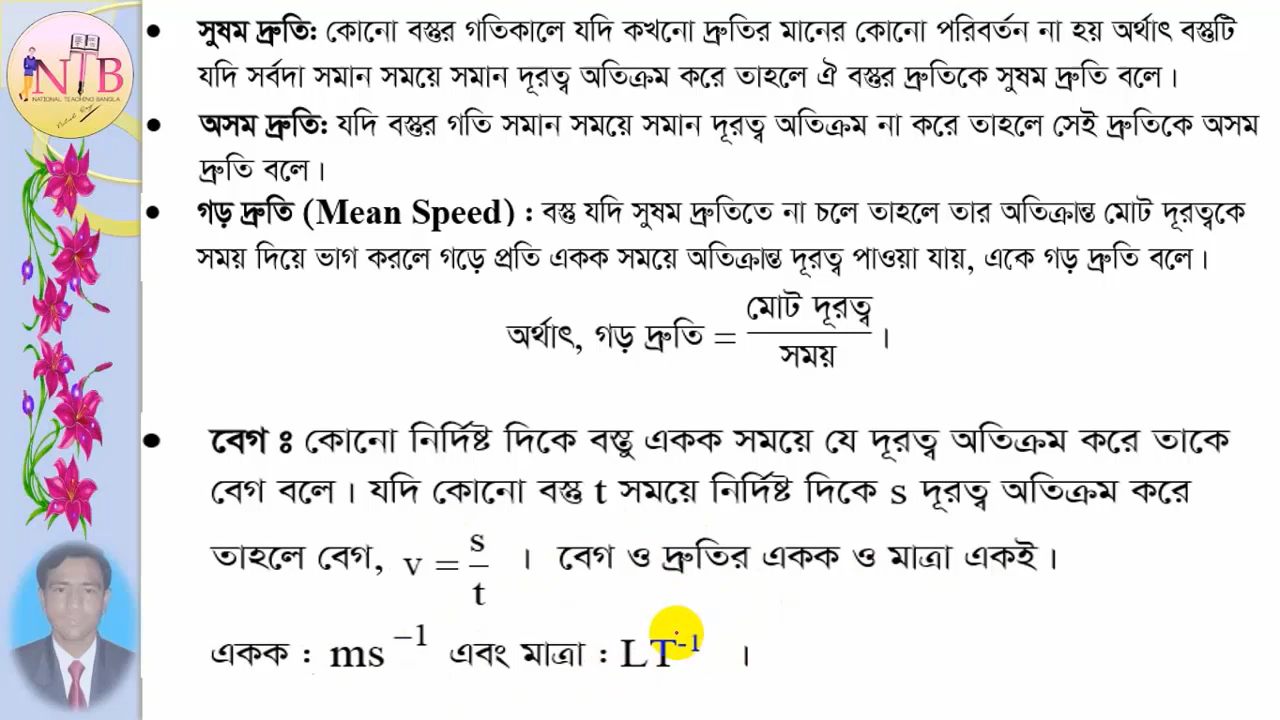 NTB
NATIONAL TEACHING BANGLA
• সুষম দ্রুতি: কোনো বস্তুর গতিকালে যদি কখনো দ্রুতির মানের কোনো পরিবর্তন না হয় অর্থাৎ বস্তুটি
যদি সর্বদা সমান সময়ে সমান দূরত্ব অতিক্রম করে তাহলে ঐ বস্তুর দ্রুতিকে সুষম দ্রুতি বলে।
• অসম দ্রুতি: যদি বস্তুর গতি সমান সময়ে সমান দূরত্ব অতিক্রম না করে তাহলে সেই দ্রুতিকে অসম
দ্রুতি বলে।
• গড় দ্রুতি (Mean Speed) : বস্তু যদি সুষম দ্রুতিতে না চলে তাহলে তার অতিক্রান্ত মোট দূরত্বকে
সময় দিয়ে ভাগ করলে গড়ে প্রতি একক সময়ে অতিক্রান্ত দূরত্ব পাওয়া যায়, একে গড় দ্রুতি বলে।
অর্থাৎ, গড় দ্রুতি = মোট দূরত্ব / সময় ।
• বেগ ঃ কোনো নির্দিষ্ট দিকে বস্তু একক সময়ে যে দূরত্ব অতিক্রম করে তাকে
বেগ বলে। যদি কোনো বস্তু t সময়ে নির্দিষ্ট দিকে s দূরত্ব অতিক্রম করে
তাহলে বেগ, v = s / t । বেগ ও দ্রুতির একক ও মাত্রা একই।
একক : ms⁻¹ এবং মাত্রা : LT⁻¹ ।